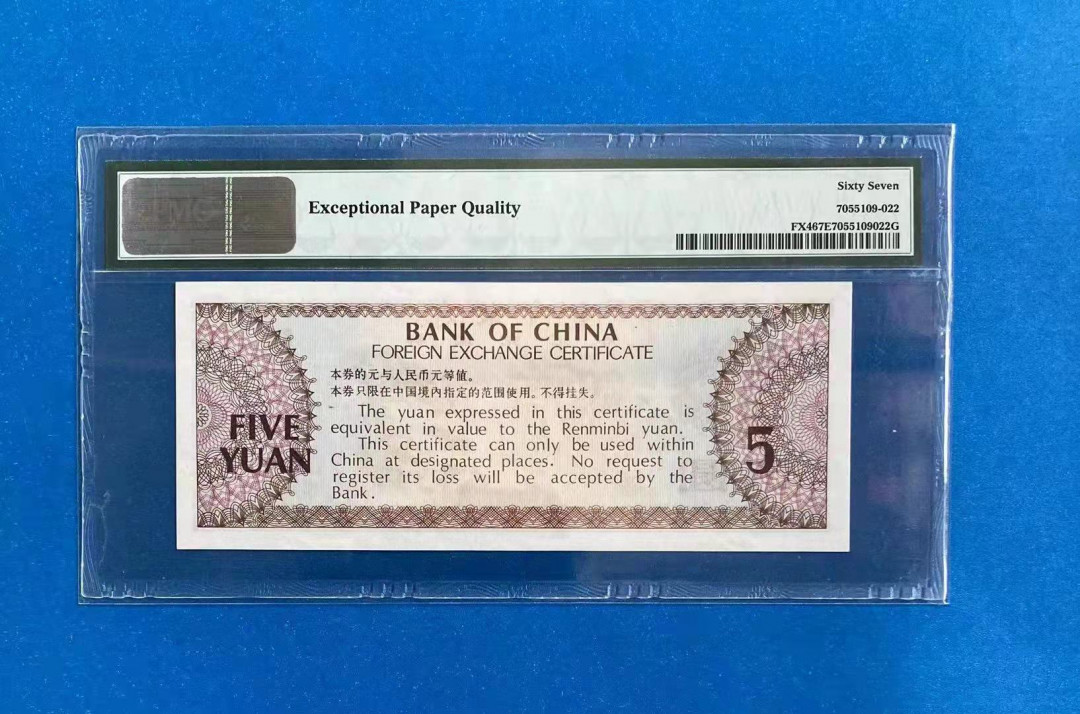 Exceptional Paper Quality
Sixty Seven
7055109-022
FX467E7055109022G
PMG
BANK OF CHINA
FOREIGN EXCHANGE CERTIFICATE
本券的元与人民币元等值。
本券只限在中国境内指定的范围使用。不得挂失。
The yuan expressed in this certificate is
equivalent in value to the Renminbi yuan.
This certificate can only be used within
China at designated places. No request to
register its loss will be accepted by the
Bank.
FIVE
YUAN
5